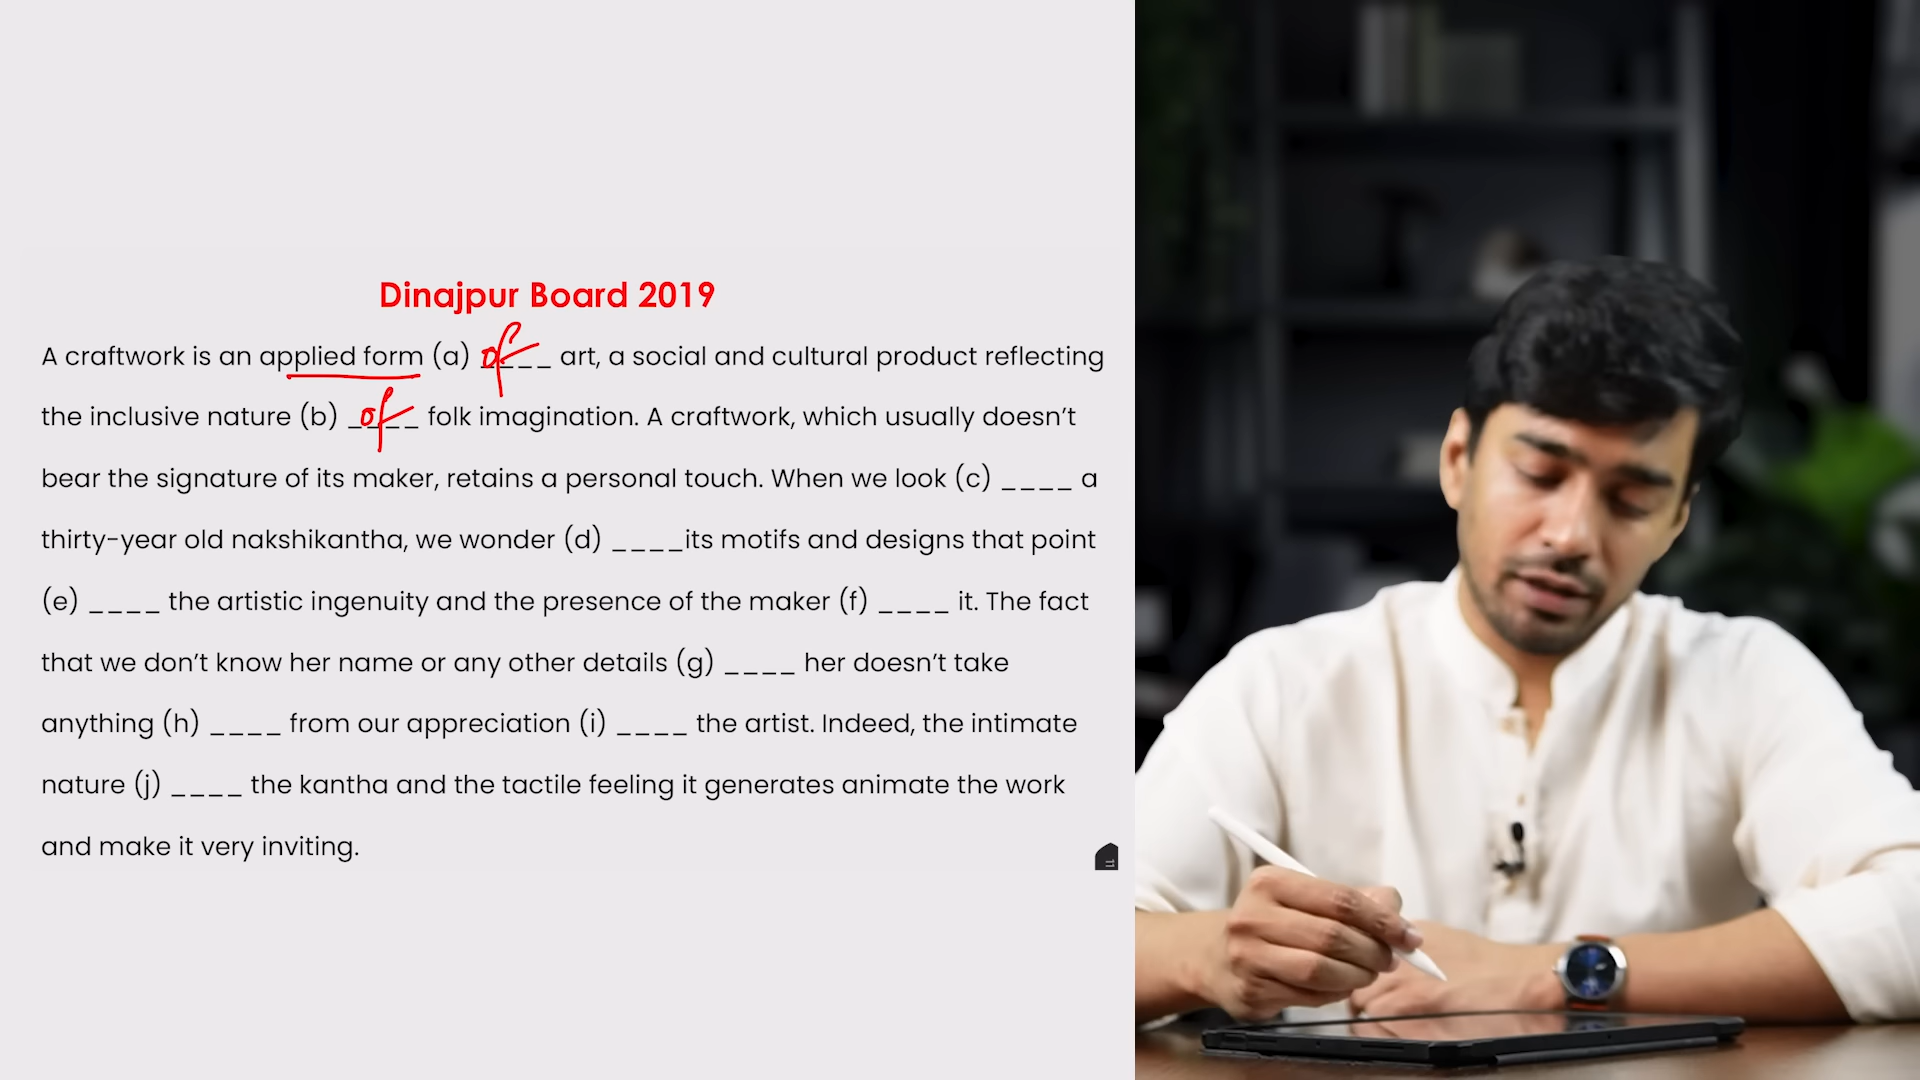 Dinajpur Board 2019
A craftwork is an applied form (a) of ____ art, a social and cultural product reflecting
the inclusive nature (b) of ____ folk imagination. A craftwork, which usually doesn't
bear the signature of its maker, retains a personal touch. When we look (c) ____ a
thirty-year old nakshikantha, we wonder (d) ____its motifs and designs that point
(e) ____ the artistic ingenuity and the presence of the maker (f) ____ it. The fact
that we don't know her name or any other details (g) ____ her doesn't take
anything (h) ____ from our appreciation (i) ____ the artist. Indeed, the intimate
nature (j) ____ the kantha and the tactile feeling it generates animate the work
and make it very inviting.
11